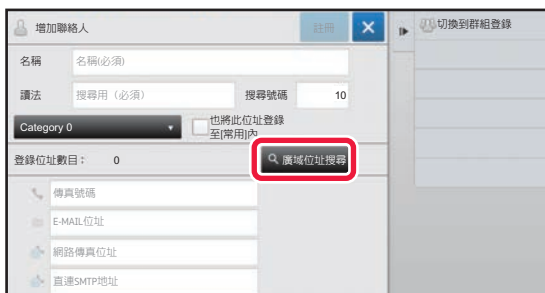 增加聯絡人
註冊
切換到群組登錄
名稱
名稱(必須)
讀法
搜尋用（必須）
搜尋號碼
10
Category 0
也將此位址登錄
至[常用]內
登錄位址數目： 0
廣域位址搜尋
傳真號碼
E-MAIL位址
網路傳真位址
直連SMTP地址